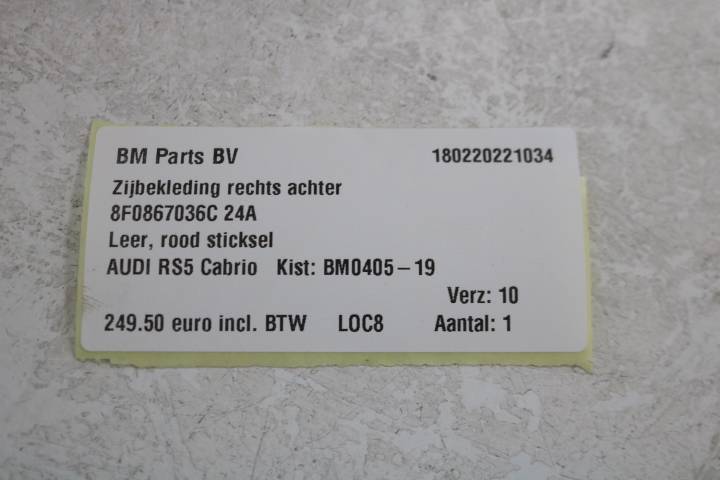 BM Parts BV 180220221034
Zijbekleding rechts achter
8F0867036C 24A
Leer, rood sticksel
AUDI RS5 Cabrio Kist: BM0405-19
Verz: 10
249.50 euro incl. BTW LOC8 Aantal: 1